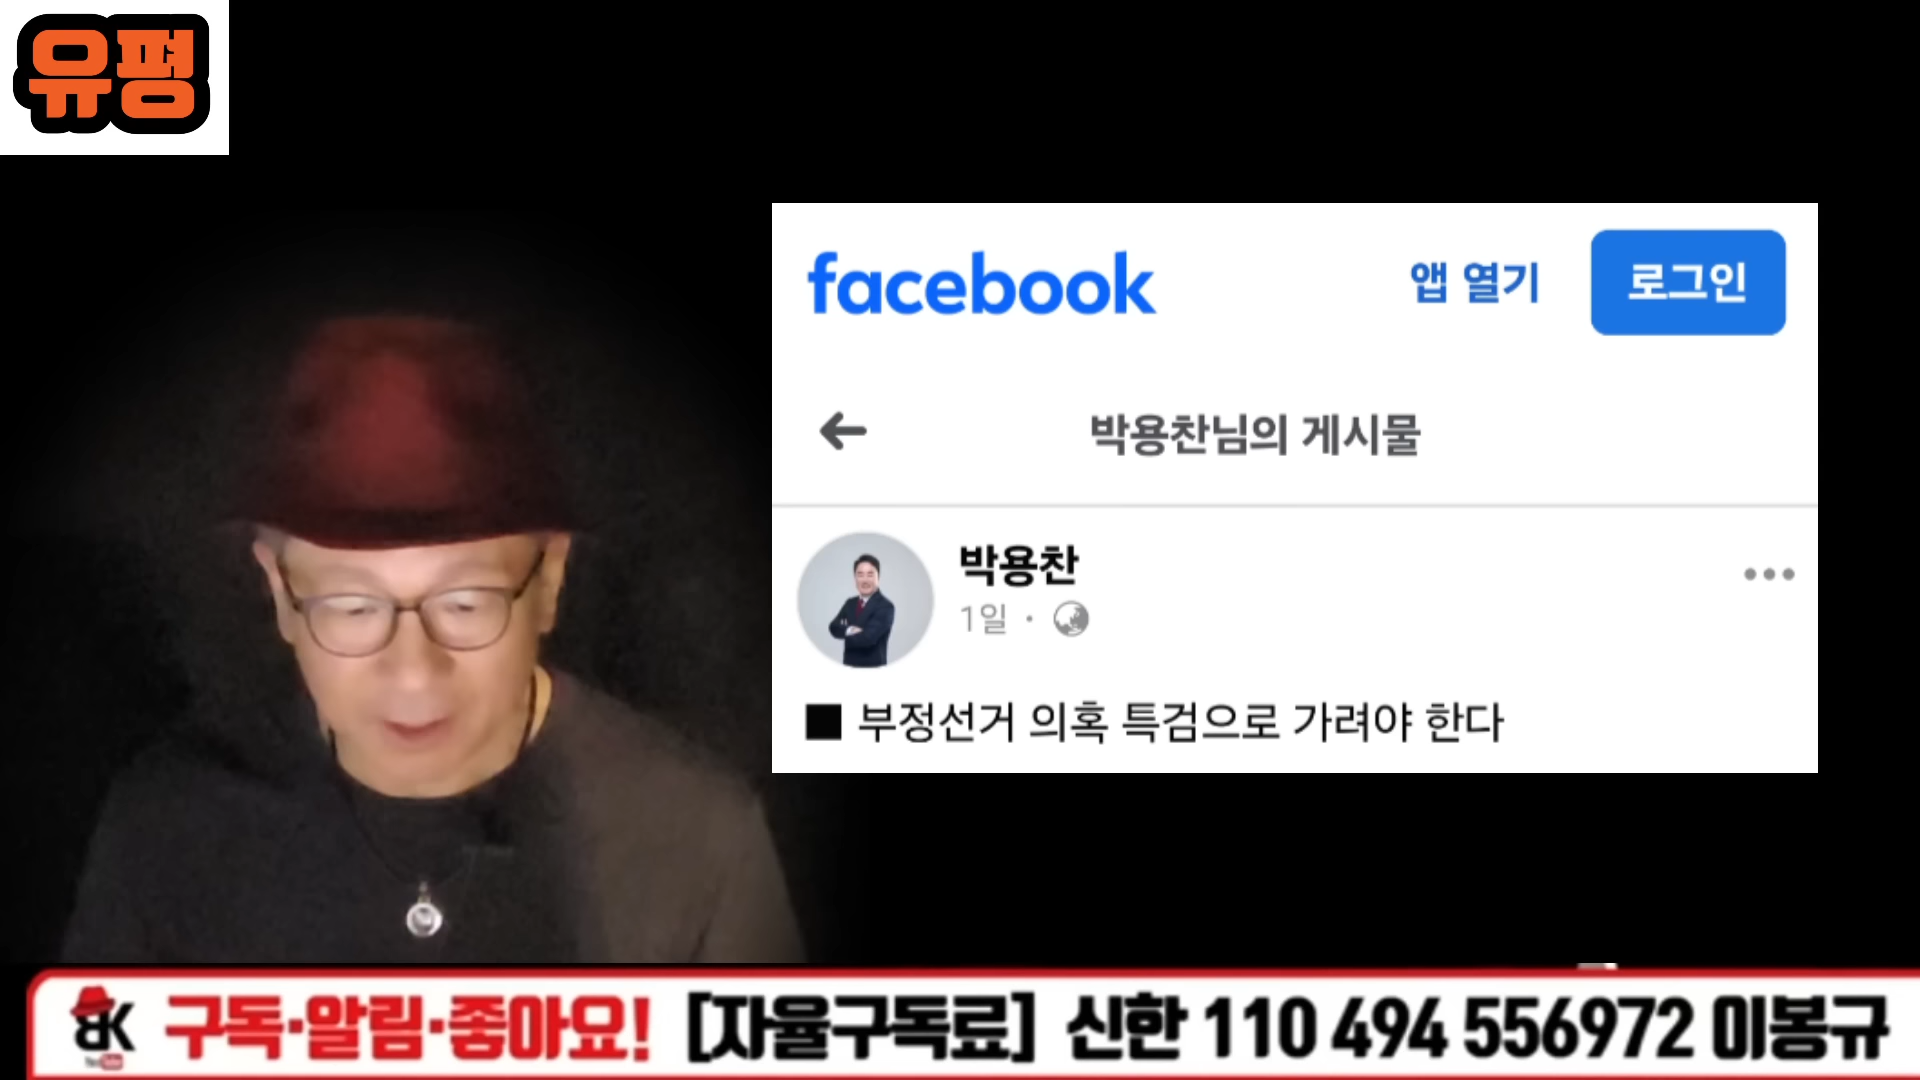 유평
facebook
앱 열기
로그인
박용찬님의 게시물
박용찬
1일 ·
■ 부정선거 의혹 특검으로 가려야 한다
BK 구독·알림·좋아요! [자율구독료] 신한 110 494 556972 이봉규
YouTube